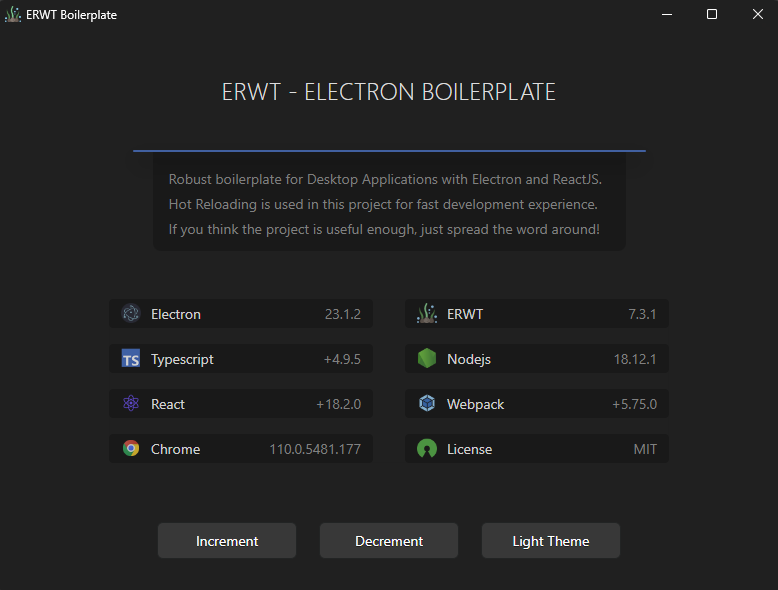 ERWT Boilerplate
ERWT - ELECTRON BOILERPLATE
Robust boilerplate for Desktop Applications with Electron and ReactJS.
Hot Reloading is used in this project for fast development experience.
If you think the project is useful enough, just spread the word around!
Electron 23.1.2
ERWT 7.3.1
TS Typescript +4.9.5
Nodejs 18.12.1
React +18.2.0
Webpack +5.75.0
Chrome 110.0.5481.177
License MIT
Increment Decrement Light Theme